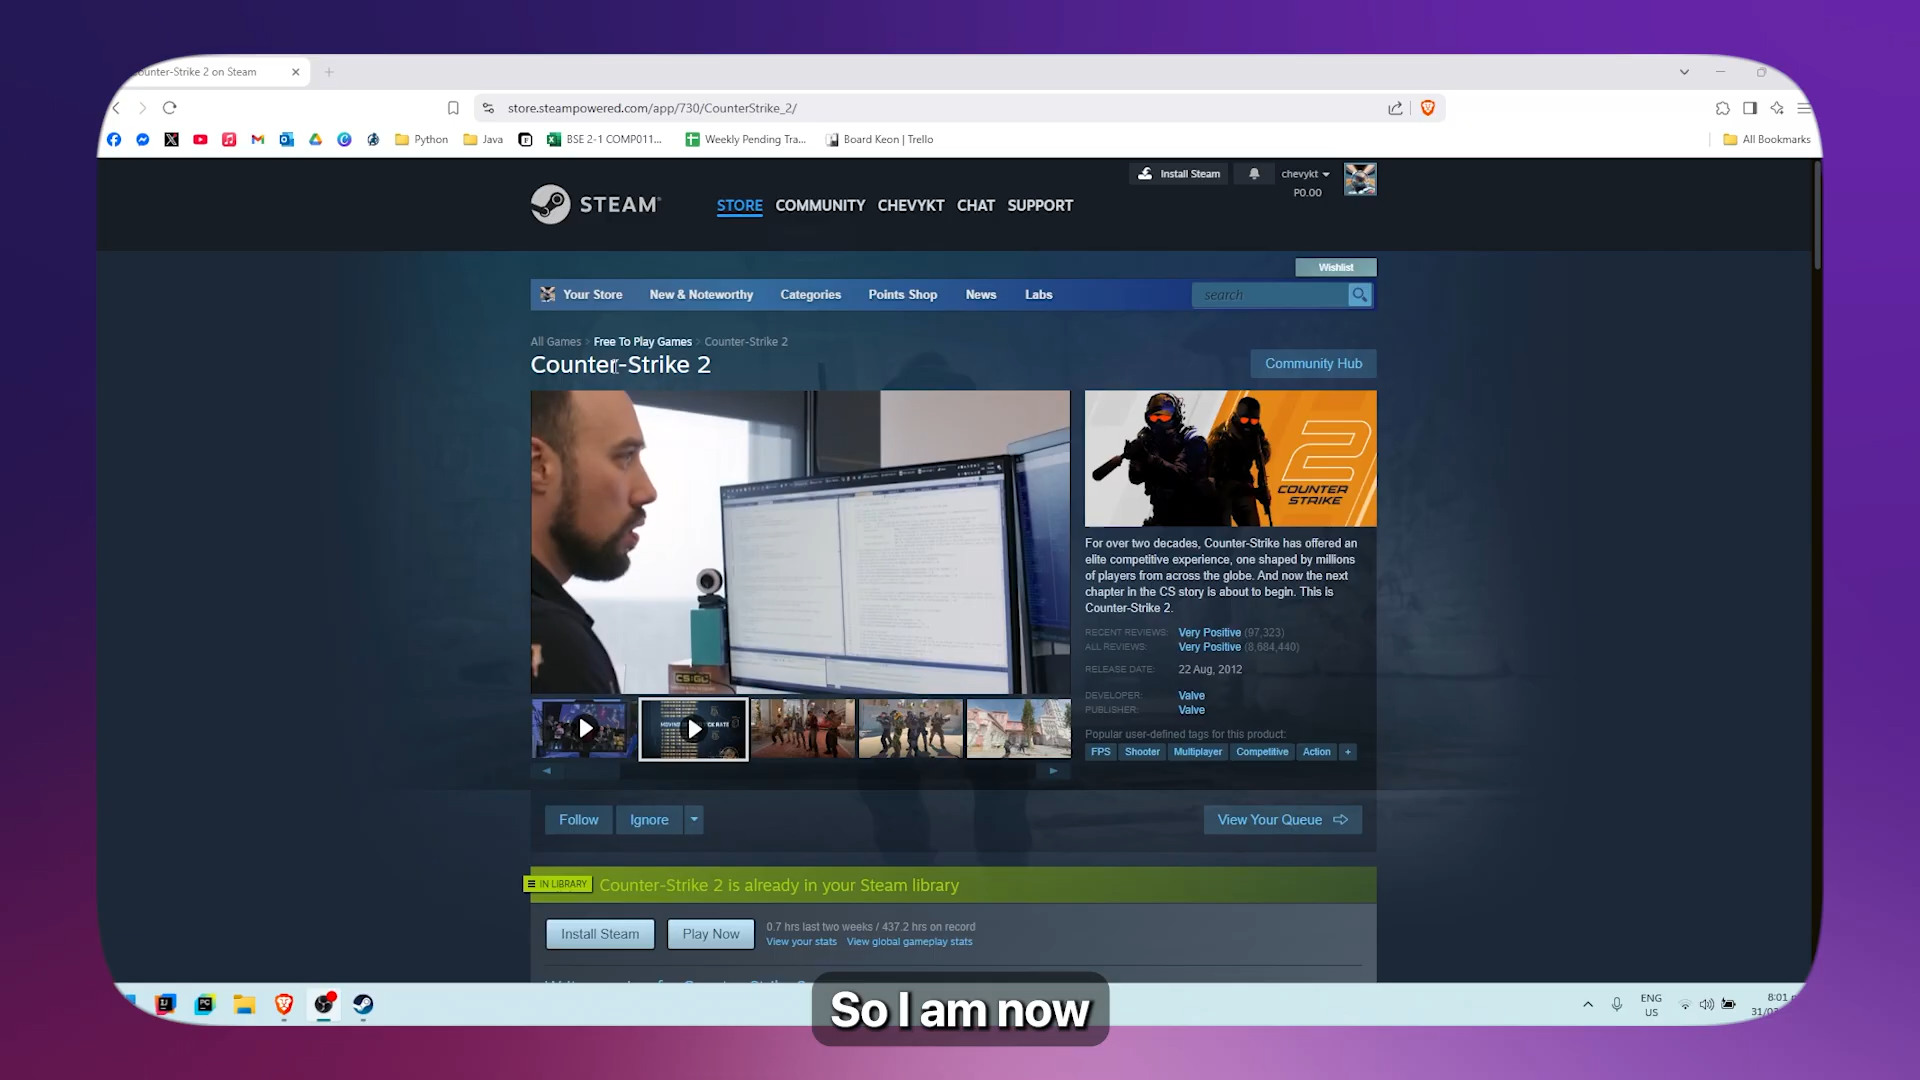 ounter-Strike 2 on Steam
store.steampowered.com/app/730/CounterStrike_2/
Python
Java
BSE 2-1 COMP011...
Weekly Pending Tra...
Board Keon | Trello
All Bookmarks
Install Steam
chevykt
P0.00
STEAM
STORE
COMMUNITY
CHEVYKT
CHAT
SUPPORT
Wishlist
Your Store
New & Noteworthy
Categories
Points Shop
News
Labs
search
All Games > Free To Play Games > Counter-Strike 2
Counter-Strike 2
Community Hub
CS:GO
2
COUNTER
STRIKE
For over two decades, Counter-Strike has offered an
elite competitive experience, one shaped by millions
of players from across the globe. And now the next
chapter in the CS story is about to begin. This is
Counter-Strike 2.
RECENT REVIEWS: Very Positive (97,323)
ALL REVIEWS: Very Positive (8,684,440)
RELEASE DATE: 22 Aug, 2012
DEVELOPER: Valve
PUBLISHER: Valve
Popular user-defined tags for this product:
FPS
Shooter
Multiplayer
Competitive
Action
+
Follow
Ignore
View Your Queue
IN LIBRARY
Counter-Strike 2 is already in your Steam library
Install Steam
Play Now
0.7 hrs last two weeks / 437.2 hrs on record
View your stats
View global gameplay stats
So I am now
ENG
US
8:01